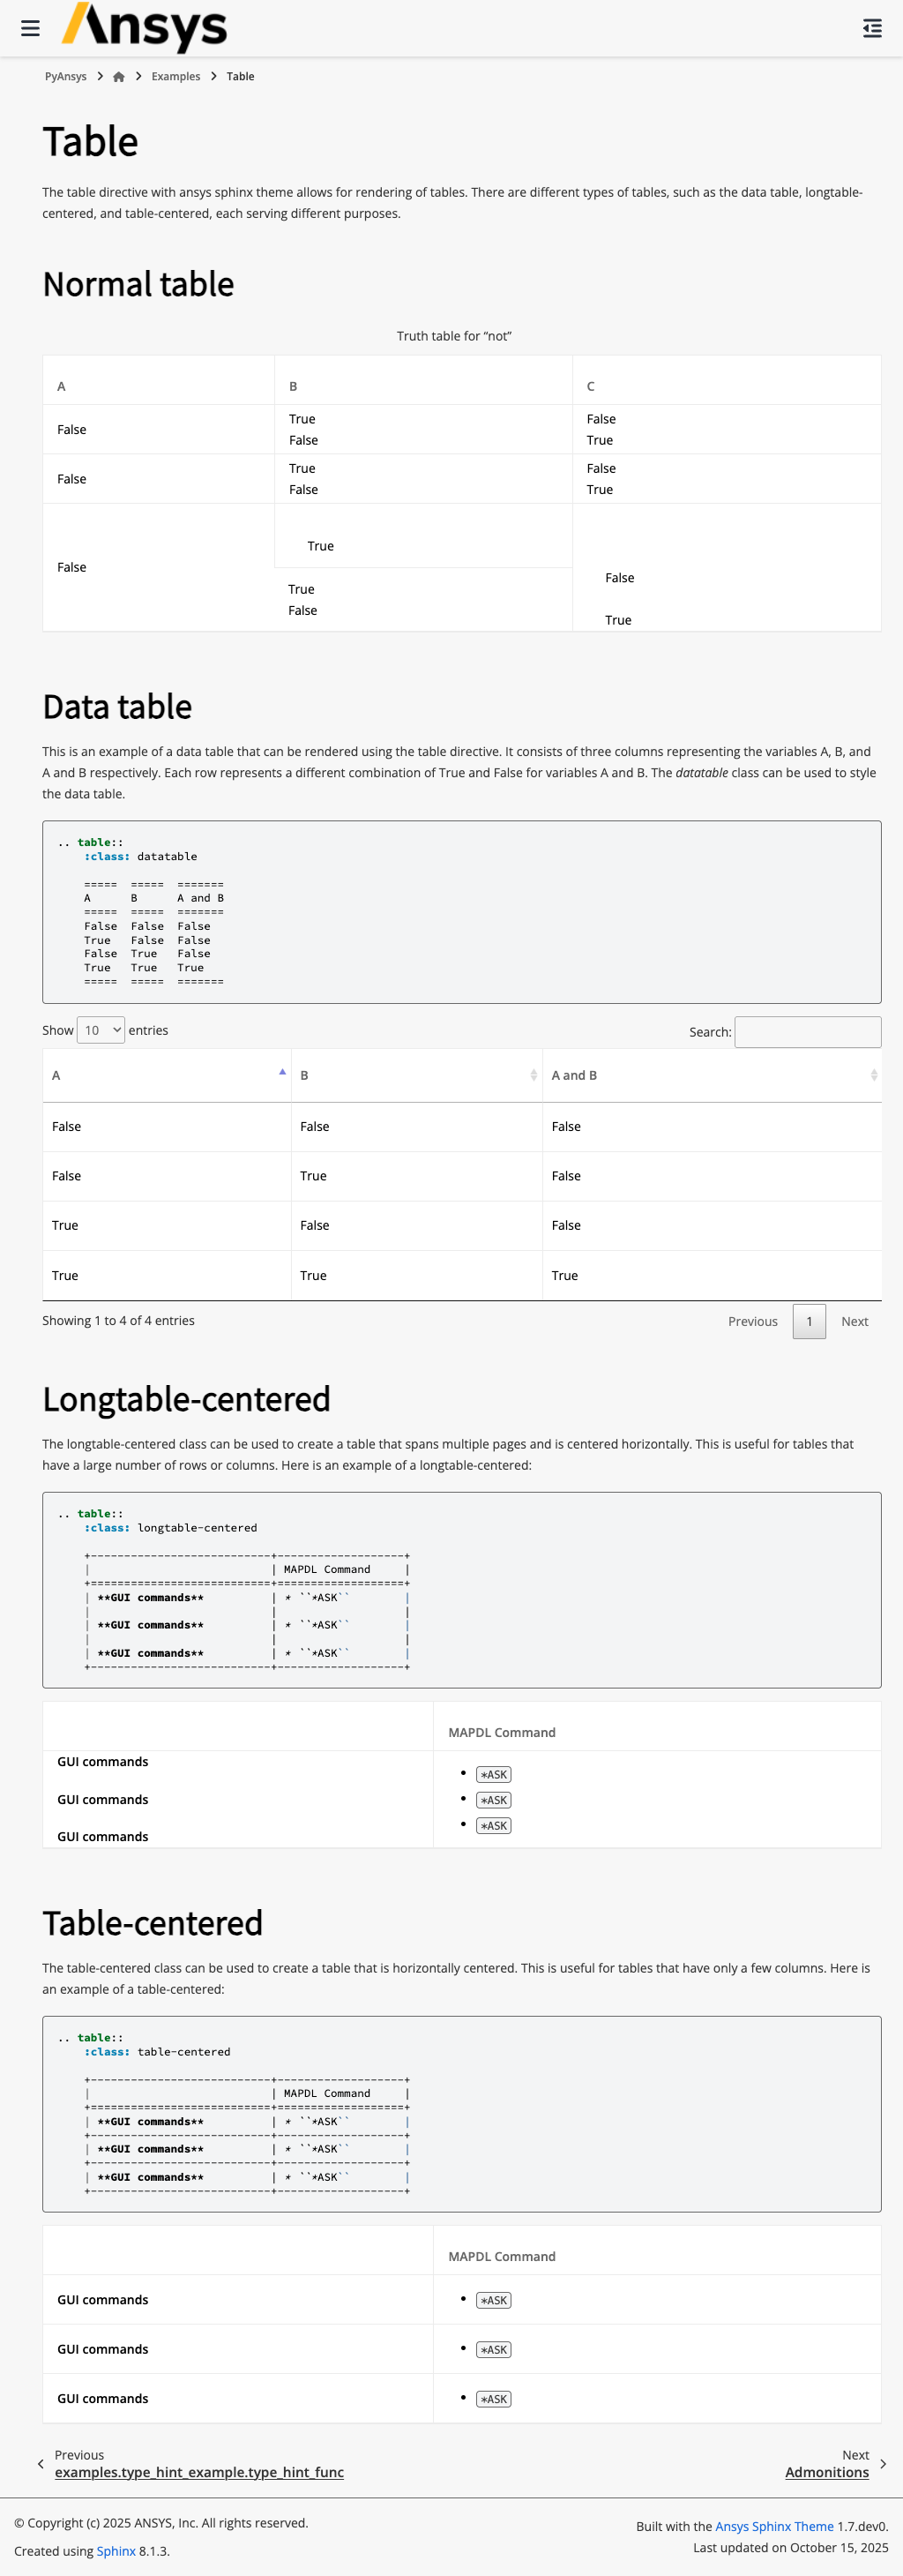 Ansys
PyAnsys > > Examples > Table
Table
The table directive with ansys sphinx theme allows for rendering of tables. There are different types of tables, such as the data table, longtable-
centered, and table-centered, each serving different purposes.
Normal table
Truth table for “not”
A B C
False True False
False True
False True False
False True
True
False False
True
False
True
Data table
This is an example of a data table that can be rendered using the table directive. It consists of three columns representing the variables A, B, and
A and B respectively. Each row represents a different combination of True and False for variables A and B. The datatable class can be used to style
the data table.
.. table::
    :class: datatable

    =====  =====  =======
    A      B      A and B
    =====  =====  =======
    False  False  False
    True   False  False
    False  True   False
    True   True   True
    =====  =====  =======
Show 10 entries Search:
A B A and B
False False False
False True False
True False False
True True True
Showing 1 to 4 of 4 entries Previous 1 Next
Longtable-centered
The longtable-centered class can be used to create a table that spans multiple pages and is centered horizontally. This is useful for tables that
have a large number of rows or columns. Here is an example of a longtable-centered:
.. table::
    :class: longtable-centered

    +---------------------------+-------------------+
    |                           | MAPDL Command     |
    +===========================+===================+
    | **GUI commands**          | * ``*ASK``        |
    |                           |                   |
    | **GUI commands**          | * ``*ASK``        |
    |                           |                   |
    | **GUI commands**          | * ``*ASK``        |
    +---------------------------+-------------------+
MAPDL Command
GUI commands • *ASK
GUI commands • *ASK
GUI commands • *ASK
Table-centered
The table-centered class can be used to create a table that is horizontally centered. This is useful for tables that have only a few columns. Here is
an example of a table-centered:
.. table::
    :class: table-centered

    +---------------------------+-------------------+
    |                           | MAPDL Command     |
    +===========================+===================+
    | **GUI commands**          | * ``*ASK``        |
    +---------------------------+-------------------+
    | **GUI commands**          | * ``*ASK``        |
    +---------------------------+-------------------+
    | **GUI commands**          | * ``*ASK``        |
    +---------------------------+-------------------+
MAPDL Command
GUI commands • *ASK
GUI commands • *ASK
GUI commands • *ASK
Previous
examples.type_hint_example.type_hint_func
Next
Admonitions
© Copyright (c) 2025 ANSYS, Inc. All rights reserved.
Created using Sphinx 8.1.3.
Built with the Ansys Sphinx Theme 1.7.dev0.
Last updated on October 15, 2025